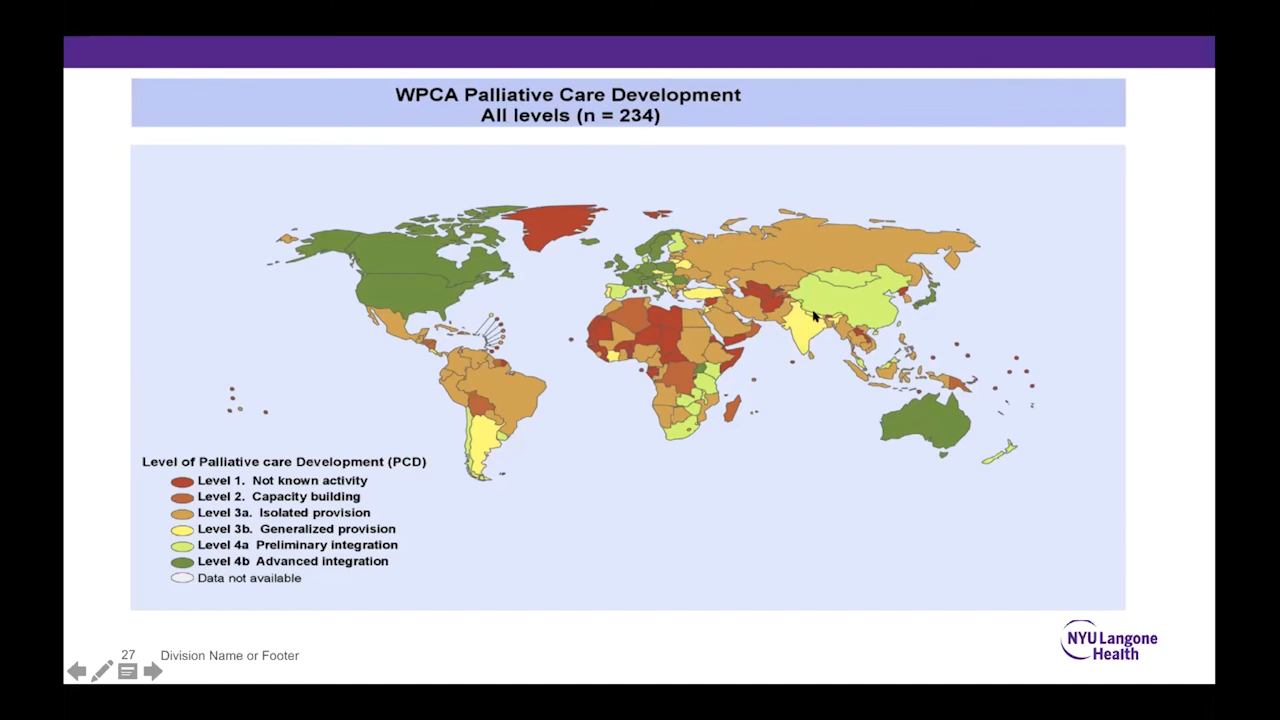 WPCA Palliative Care Development
All levels (n = 234)
Level of Palliative care Development (PCD)
Level 1. Not known activity
Level 2. Capacity building
Level 3a. Isolated provision
Level 3b. Generalized provision
Level 4a Preliminary integration
Level 4b Advanced integration
Data not available
27 Division Name or Footer
NYU Langone
Health